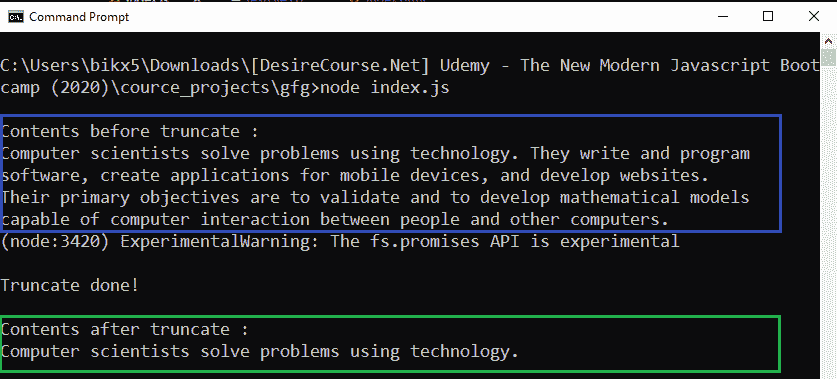 Command Prompt
C:\Users\bikx5\Downloads\[DesireCourse.Net] Udemy - The New Modern Javascript Boot
camp (2020)\cource_projects\gfg>node index.js
Contents before truncate :
Computer scientists solve problems using technology. They write and program
software, create applications for mobile devices, and develop websites.
Their primary objectives are to validate and to develop mathematical models
capable of computer interaction between people and other computers.
(node:3420) ExperimentalWarning: The fs.promises API is experimental
Truncate done!
Contents after truncate :
Computer scientists solve problems using technology.